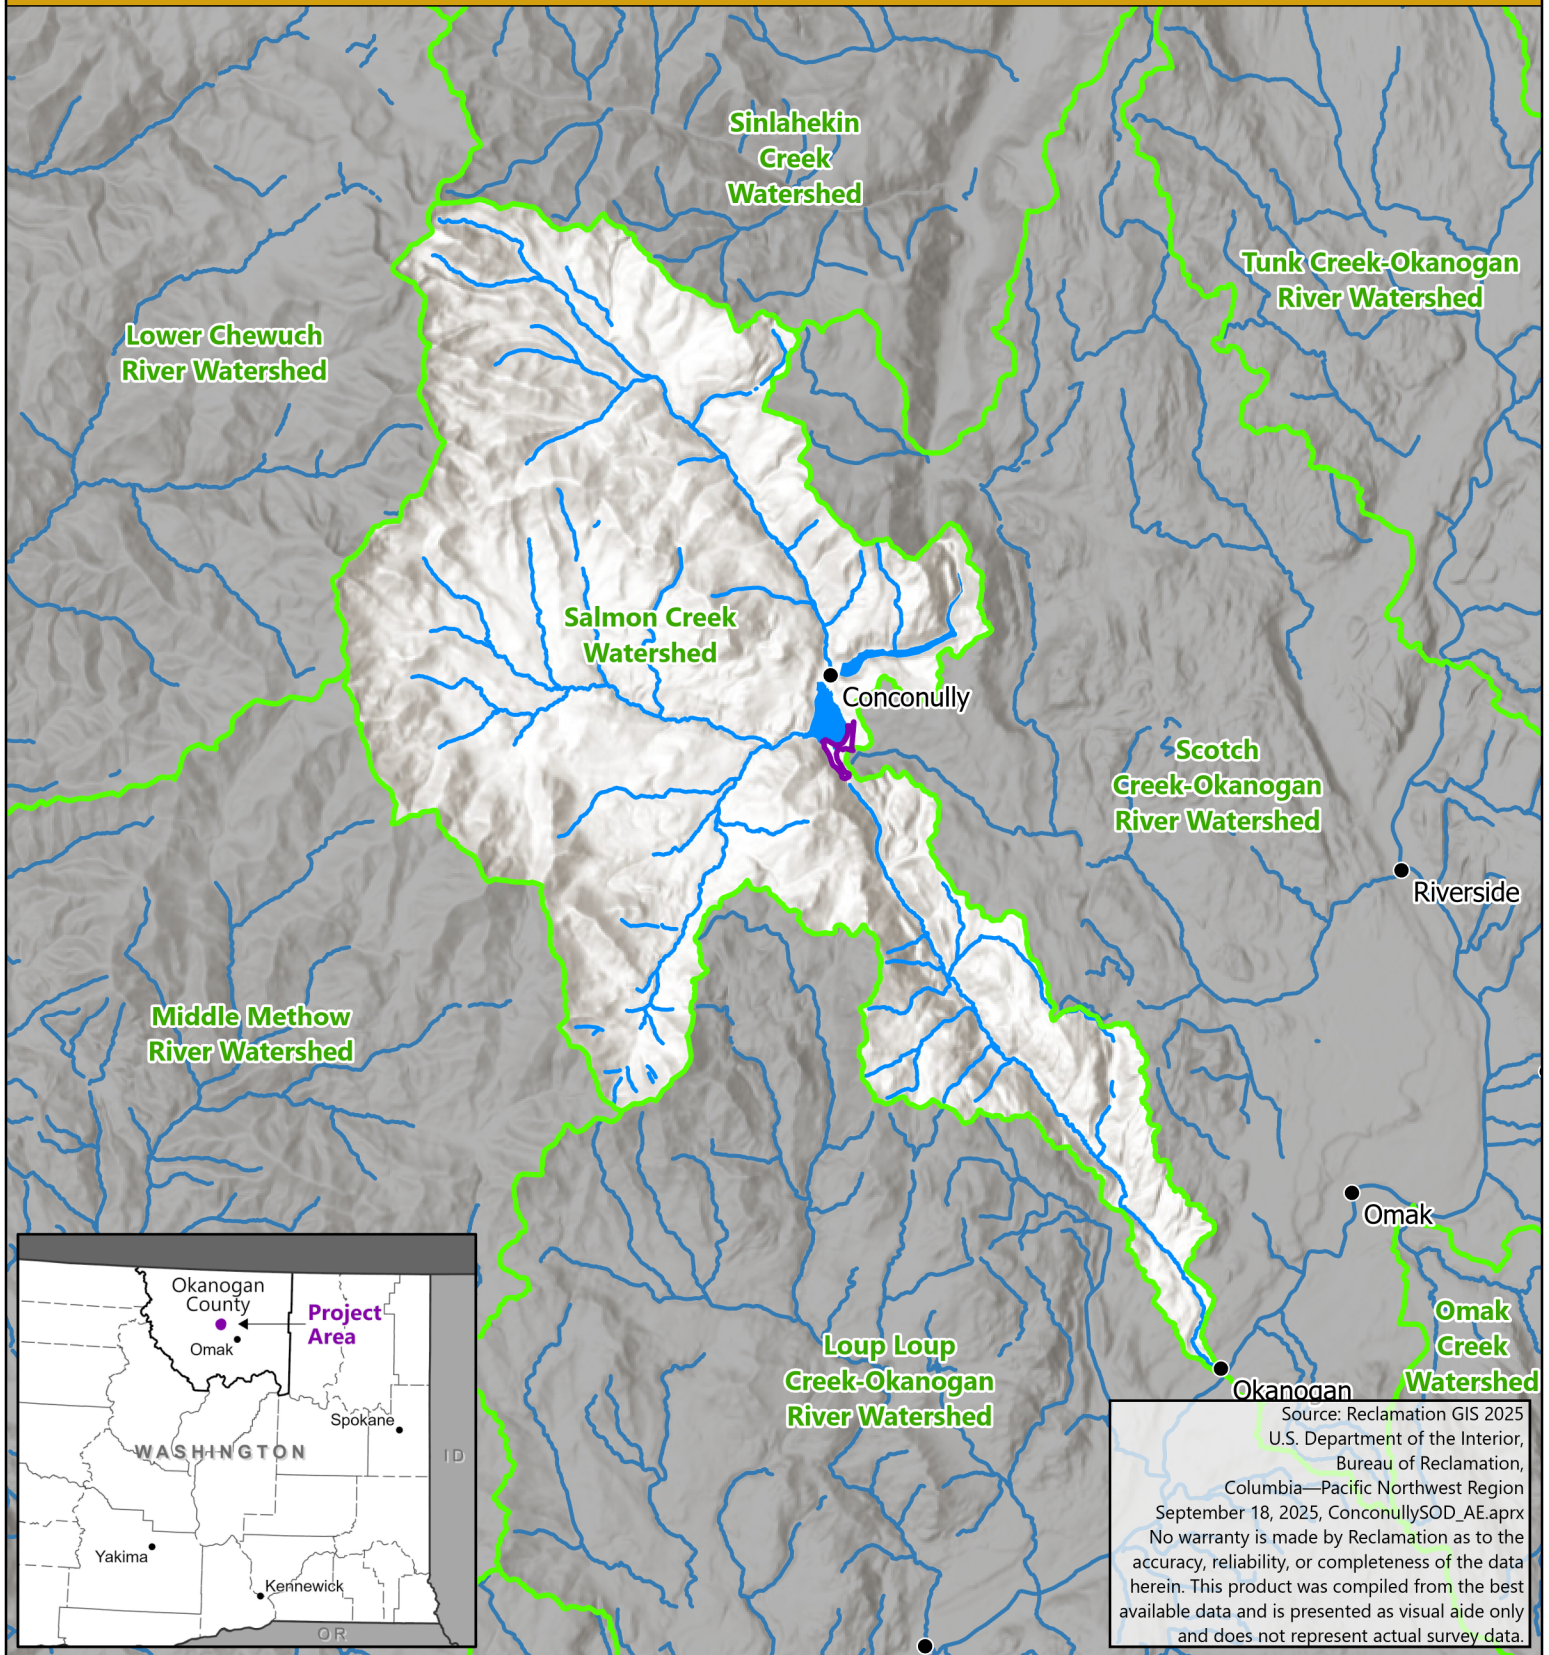 Sinlahekin
Creek
Watershed
Tunk Creek-Okanogan
River Watershed
Lower Chewuch
River Watershed
Salmon Creek
Watershed
Conconully
Scotch
Creek-Okanogan
River Watershed
Riverside
Middle Methow
River Watershed
Omak
Omak
Creek
Watershed
Loup Loup
Creek-Okanogan
River Watershed
Okanogan
Okanogan
County
Project
Area
Omak
Spokane
WASHINGTON
ID
Yakima
Kennewick
OR
Source: Reclamation GIS 2025
U.S. Department of the Interior,
Bureau of Reclamation,
Columbia—Pacific Northwest Region
September 18, 2025, ConconullySOD_AE.aprx
No warranty is made by Reclamation as to the
accuracy, reliability, or completeness of the data
herein. This product was compiled from the best
available data and is presented as visual aide only
and does not represent actual survey data.